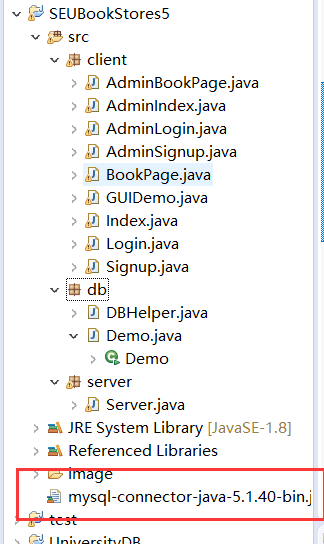 SEUBookStores5
src
client
AdminBookPage.java
AdminIndex.java
AdminLogin.java
AdminSignup.java
BookPage.java
GUIDemo.java
Index.java
Login.java
Signup.java
db
DBHelper.java
Demo.java
Demo
server
Server.java
JRE System Library [JavaSE-1.8]
Referenced Libraries
image
mysql-connector-java-5.1.40-bin.j
test
UniversityDB